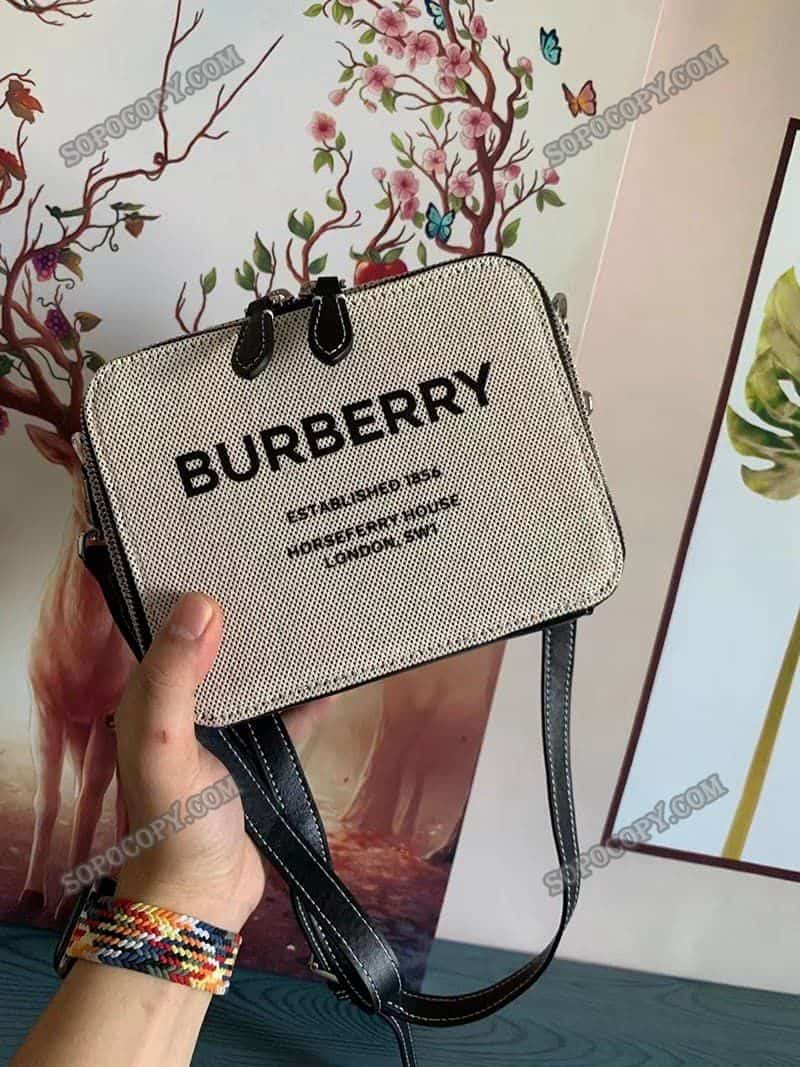 SOPOCOPY.COM
SOPOCOPY.COM
BURBERRY
ESTABLISHED 1856
HORSEFERRY HOUSE
LONDON, SW1
SOPOCOPY.COM
SOPOCOPY.COM